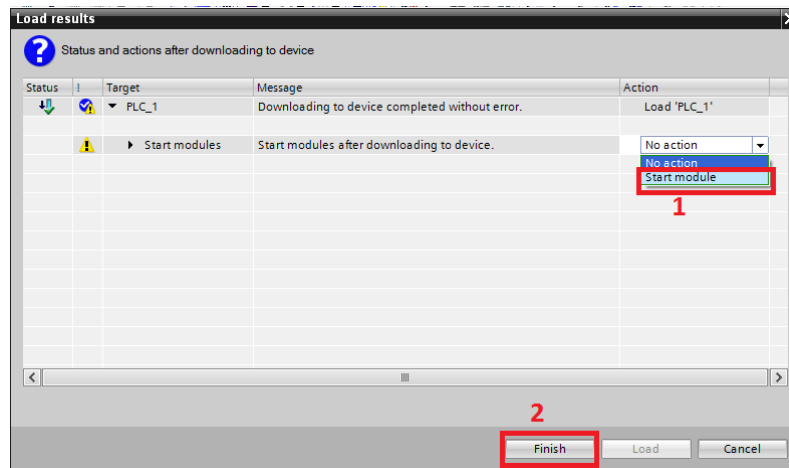 Load results
Status and actions after downloading to device
Status ! Target Message Action
PLC_1 Downloading to device completed without error. Load 'PLC_1'
Start modules Start modules after downloading to device. No action
No action
Start module
1
2
Finish Load Cancel